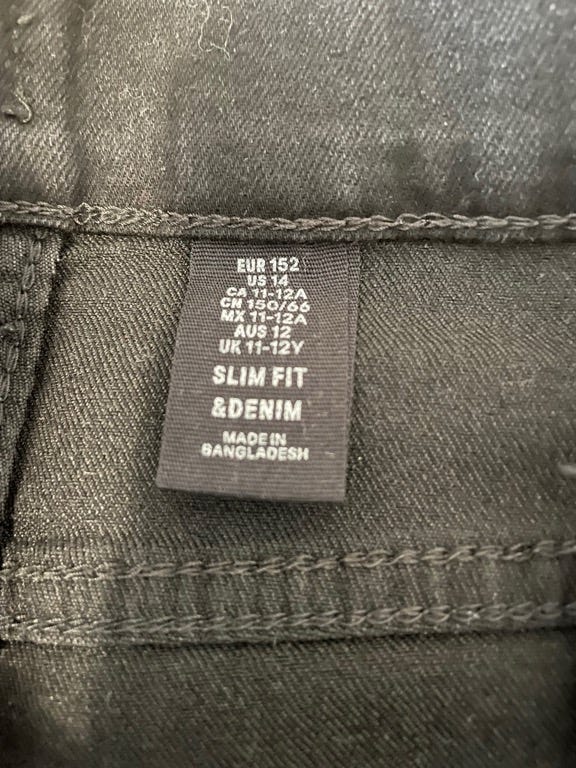 EUR 152
US 14
CA 11-12A
CN 150/66
MX 11-12A
AUS 12
UK 11-12Y
SLIM FIT
&DENIM
MADE IN
BANGLADESH